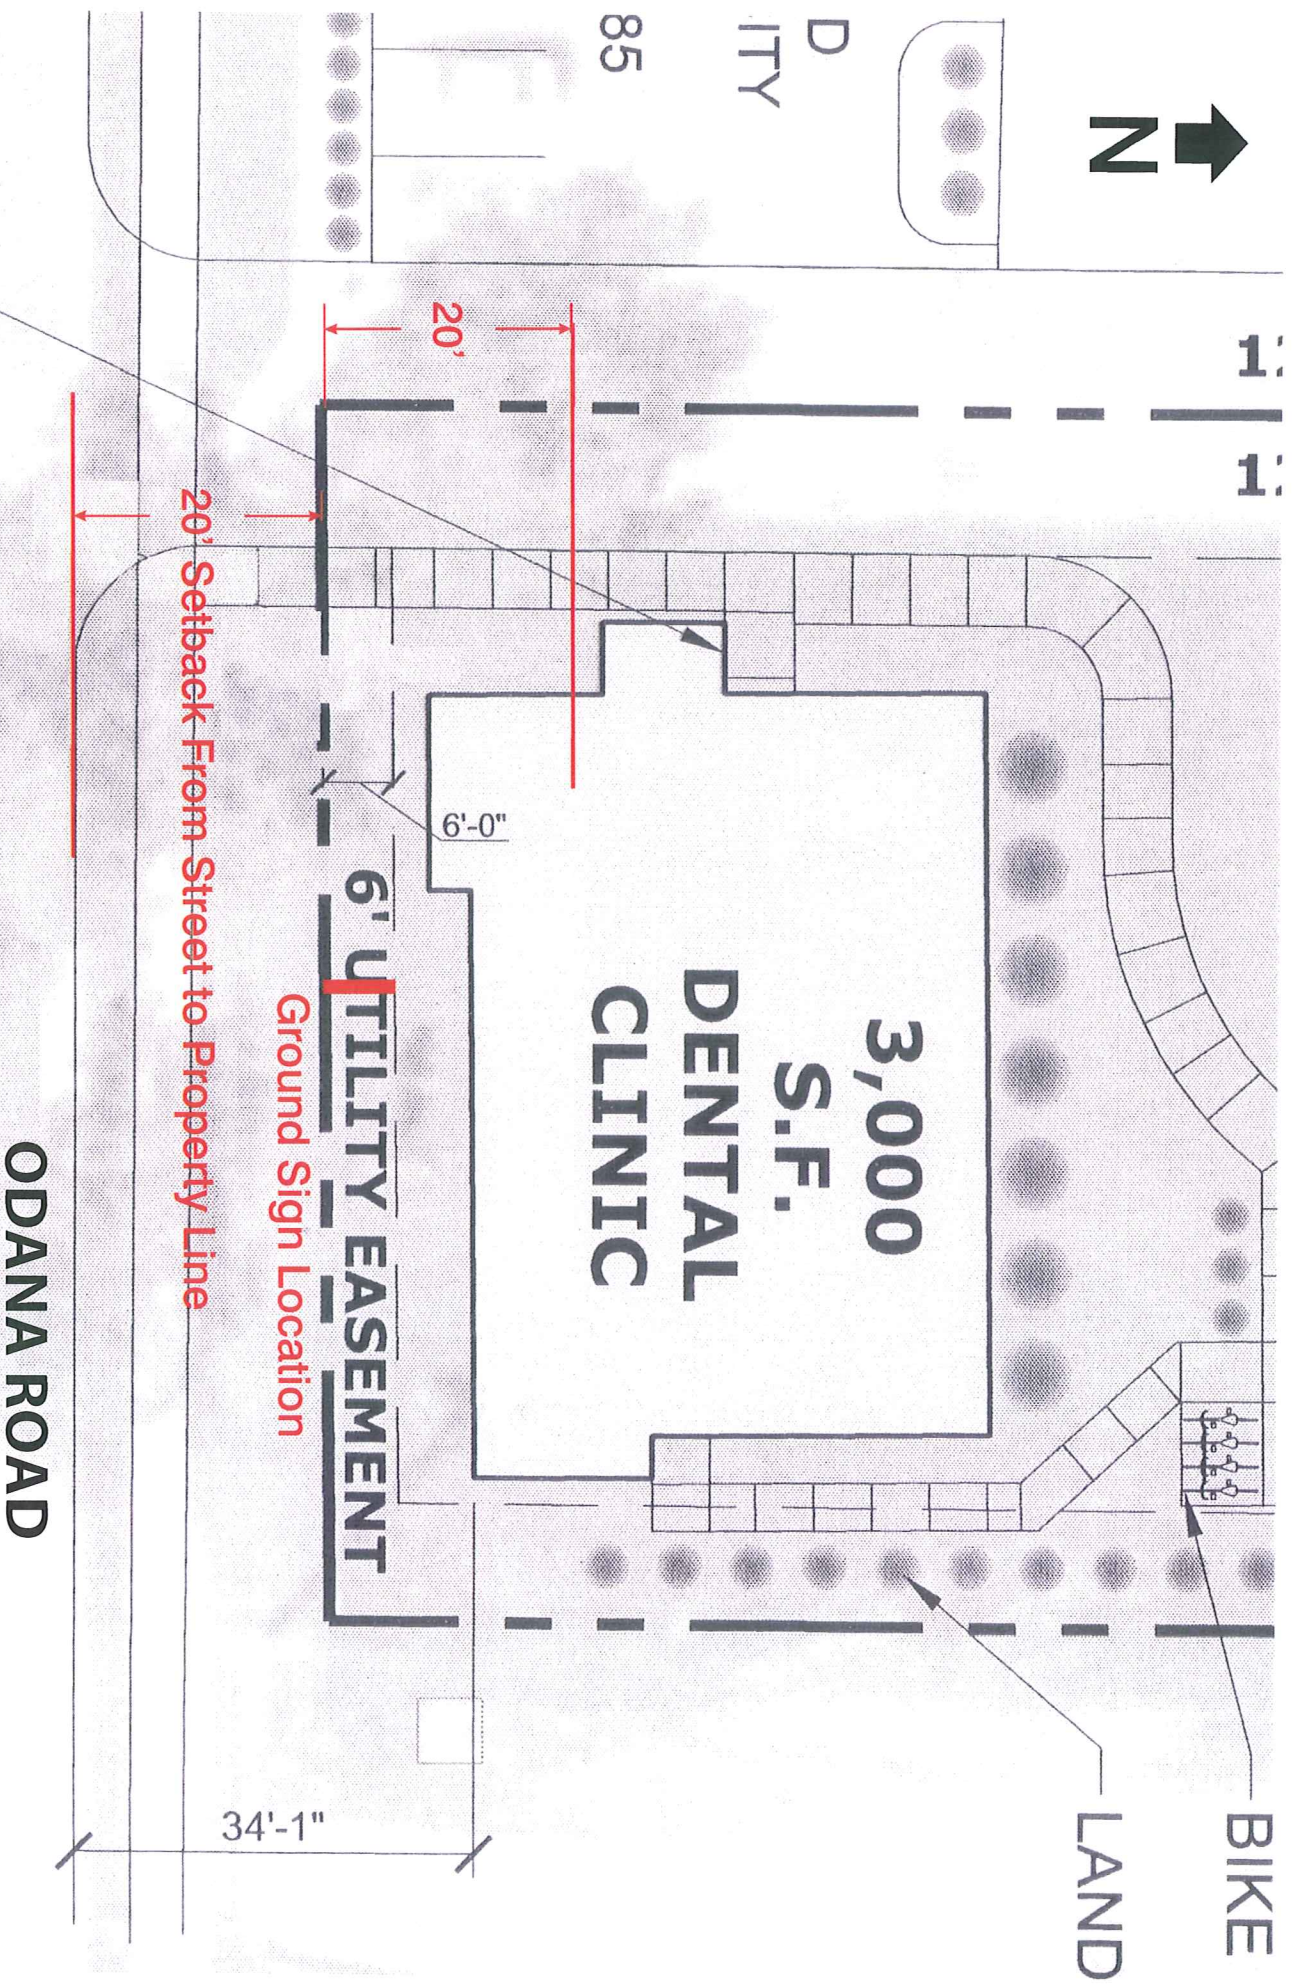 BIKE
N
LAND
3,000
S.F.
DENTAL
CLINIC
D
ITY
85
6'-0"
20'
6' UTILITY EASEMENT
Ground Sign Location
34'-1"
20' Setback From Street to Property Line
ODANA ROAD